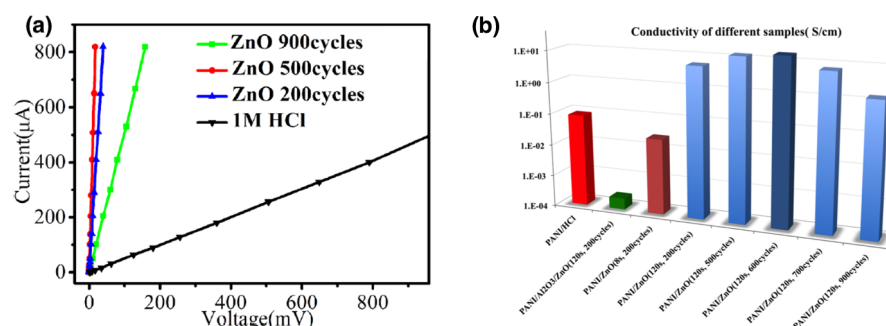 (a)
800
600
400
200
0
Current(μA)
ZnO 900cycles
ZnO 500cycles
ZnO 200cycles
1M HCl
0 200 400 600 800
Voltage(mV)
(b)
Conductivity of different samples( S/cm)
1.E+01
1.E+00
1.E-01
1.E-02
1.E-03
1.E-04
PANI/HCl
PANI/Al2O3/ZnO(120s, 200cycles)
PANI/ZnO(8s, 200cycles)
PANI/ZnO(120s, 200cycles)
PANI/ZnO(120s, 500cycles)
PANI/ZnO(120s, 600cycles)
PANI/ZnO(120s, 700cycles)
PANI/ZnO(120s, 900cycles)